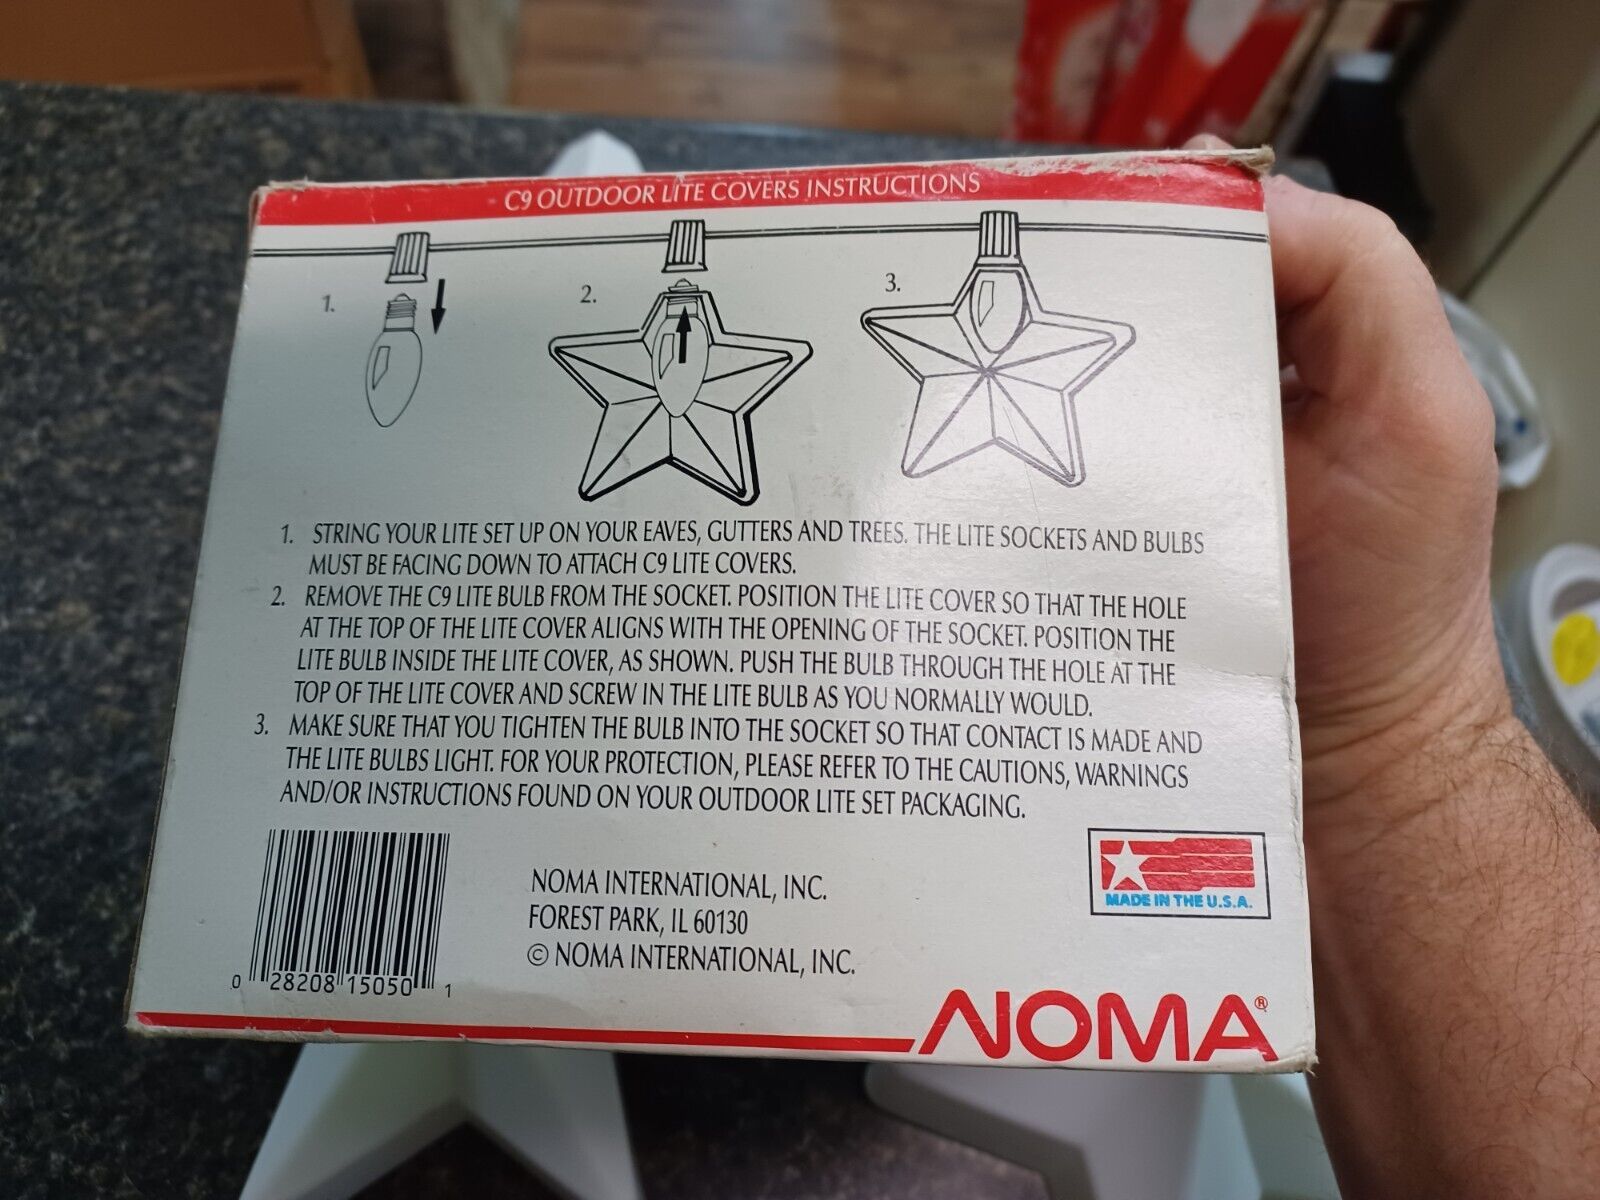 C9 OUTDOOR LITE COVERS INSTRUCTIONS
1.
2.
3.
1. STRING YOUR LITE SET UP ON YOUR EAVES, GUTTERS AND TREES. THE LITE SOCKETS AND BULBS
MUST BE FACING DOWN TO ATTACH C9 LITE COVERS.
2. REMOVE THE C9 LITE BULB FROM THE SOCKET. POSITION THE LITE COVER SO THAT THE HOLE
AT THE TOP OF THE LITE COVER ALIGNS WITH THE OPENING OF THE SOCKET. POSITION THE
LITE BULB INSIDE THE LITE COVER, AS SHOWN. PUSH THE BULB THROUGH THE HOLE AT THE
TOP OF THE LITE COVER AND SCREW IN THE LITE BULB AS YOU NORMALLY WOULD.
3. MAKE SURE THAT YOU TIGHTEN THE BULB INTO THE SOCKET SO THAT CONTACT IS MADE AND
THE LITE BULBS LIGHT. FOR YOUR PROTECTION, PLEASE REFER TO THE CAUTIONS, WARNINGS
AND/OR INSTRUCTIONS FOUND ON YOUR OUTDOOR LITE SET PACKAGING.
0 28208 15050 1
NOMA INTERNATIONAL, INC.
FOREST PARK, IL 60130
© NOMA INTERNATIONAL, INC.
MADE IN THE U.S.A.
NOMA®